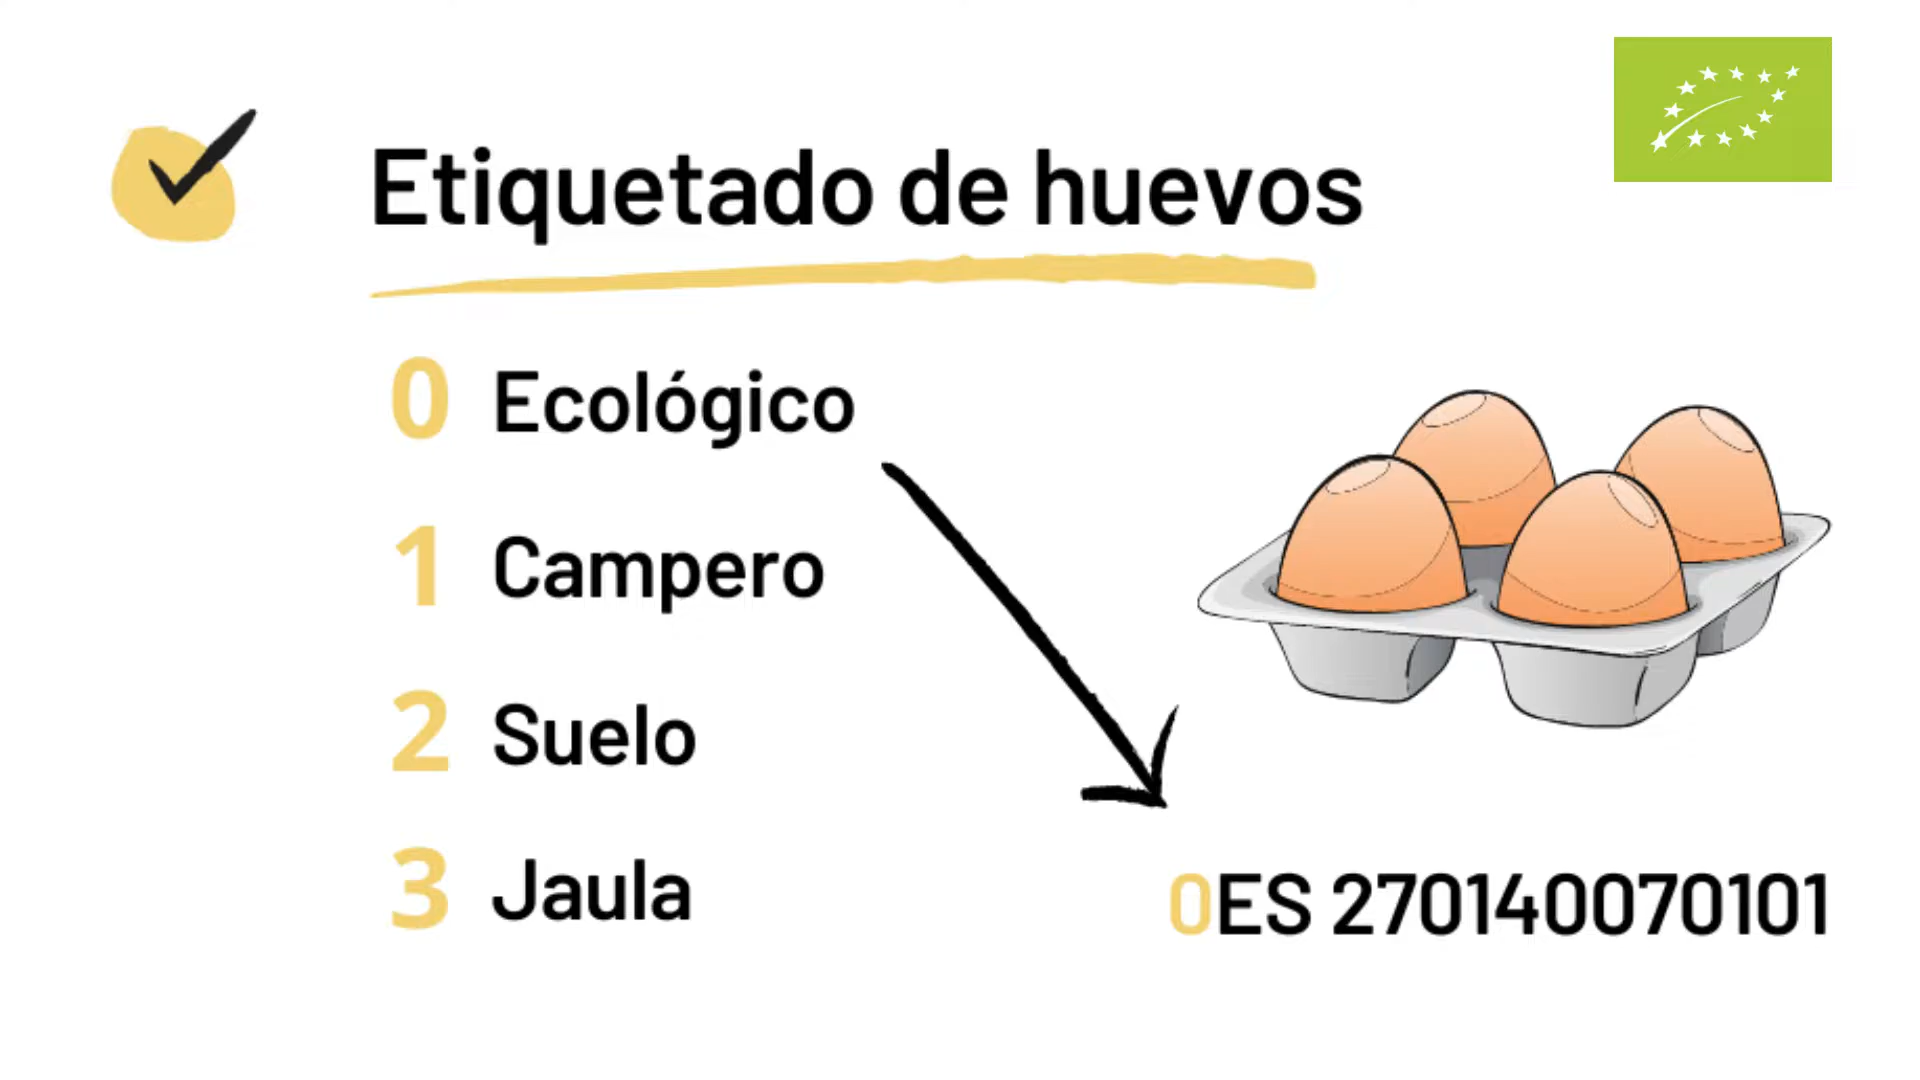 Etiquetado de huevos
0 Ecológico
1 Campero
2 Suelo
3 Jaula
0ES 270140070101